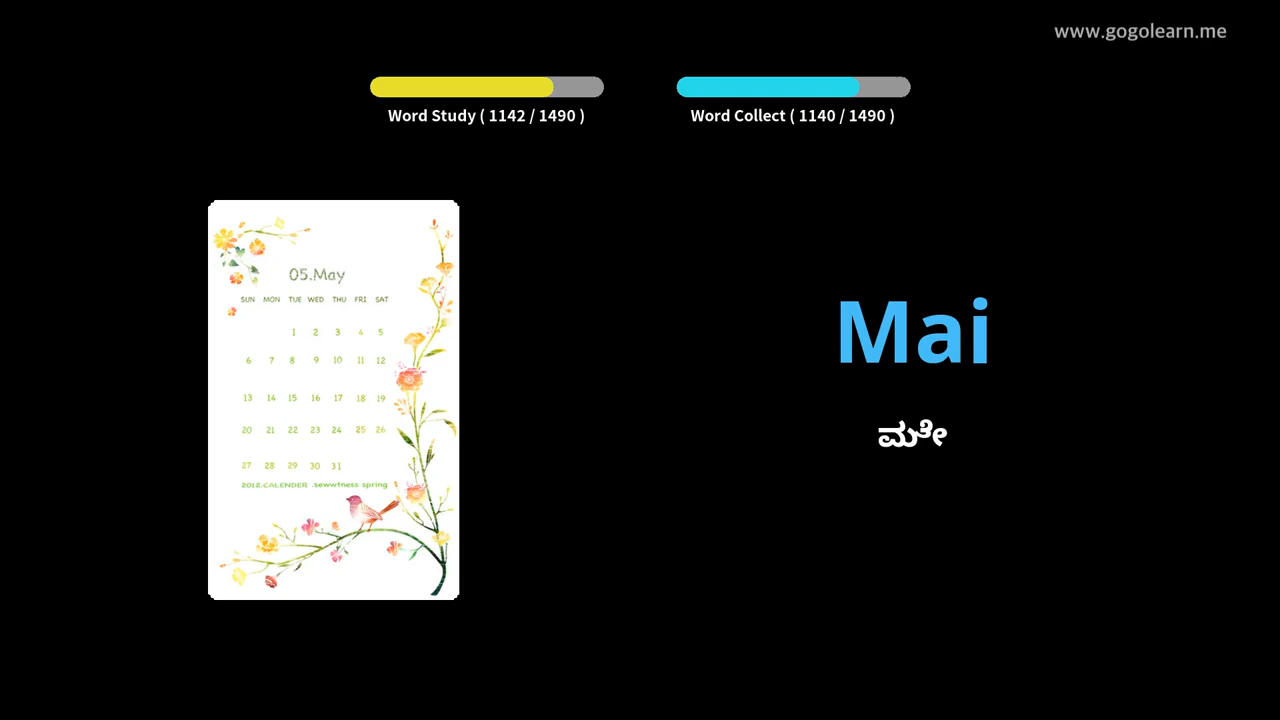 www.gogolearn.me
Word Study ( 1142 / 1490 )
Word Collect ( 1140 / 1490 )
05.May
SUN MON TUE WED THU FRI SAT
1 2 3 4 5
6 7 8 9 10 11 12
13 14 15 16 17 18 19
20 21 22 23 24 25 26
27 28 29 30 31
2012.CALENDER .sewwtness spring
Mai
ಮೇ